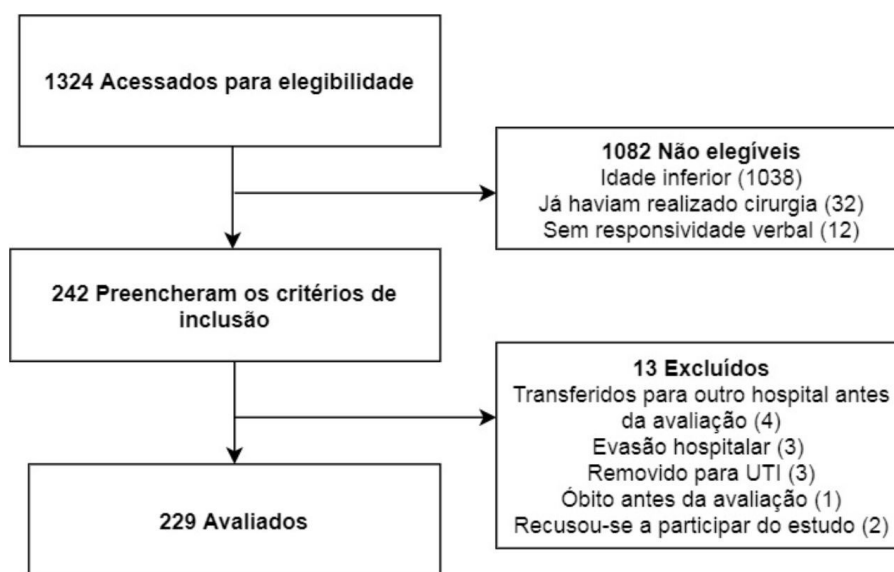 1324 Acessados para elegibilidade
1082 Não elegíveis
Idade inferior (1038)
Já haviam realizado cirurgia (32)
Sem responsividade verbal (12)
242 Preencheram os critérios de
inclusão
13 Excluídos
Transferidos para outro hospital antes
da avaliação (4)
Evasão hospitalar (3)
Removido para UTI (3)
Óbito antes da avaliação (1)
Recusou-se a participar do estudo (2)
229 Avaliados